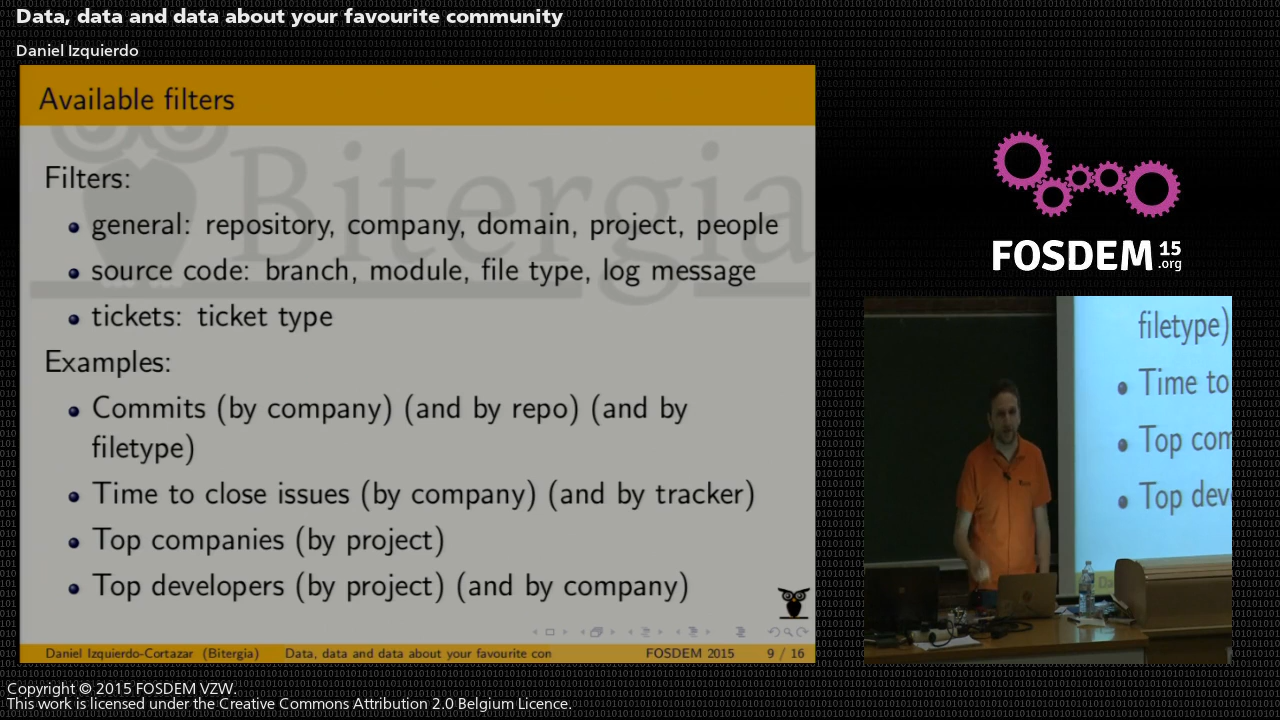 Data, data and data about your favourite community
Daniel Izquierdo
Available filters
Bitergia
Filters:
general: repository, company, domain, project, people
source code: branch, module, file type, log message
tickets: ticket type
Examples:
Commits (by company) (and by repo) (and by
filetype)
Time to close issues (by company) (and by tracker)
Top companies (by project)
Top developers (by project) (and by company)
Daniel Izquierdo-Cortazar (Bitergia) Data, data and data about your favourite con FOSDEM 2015 9 / 16
FOSDEM 15
.org
filetype)
Time to
Top com
Top dev
Copyright © 2015 FOSDEM VZW.
This work is licensed under the Creative Commons Attribution 2.0 Belgium Licence.